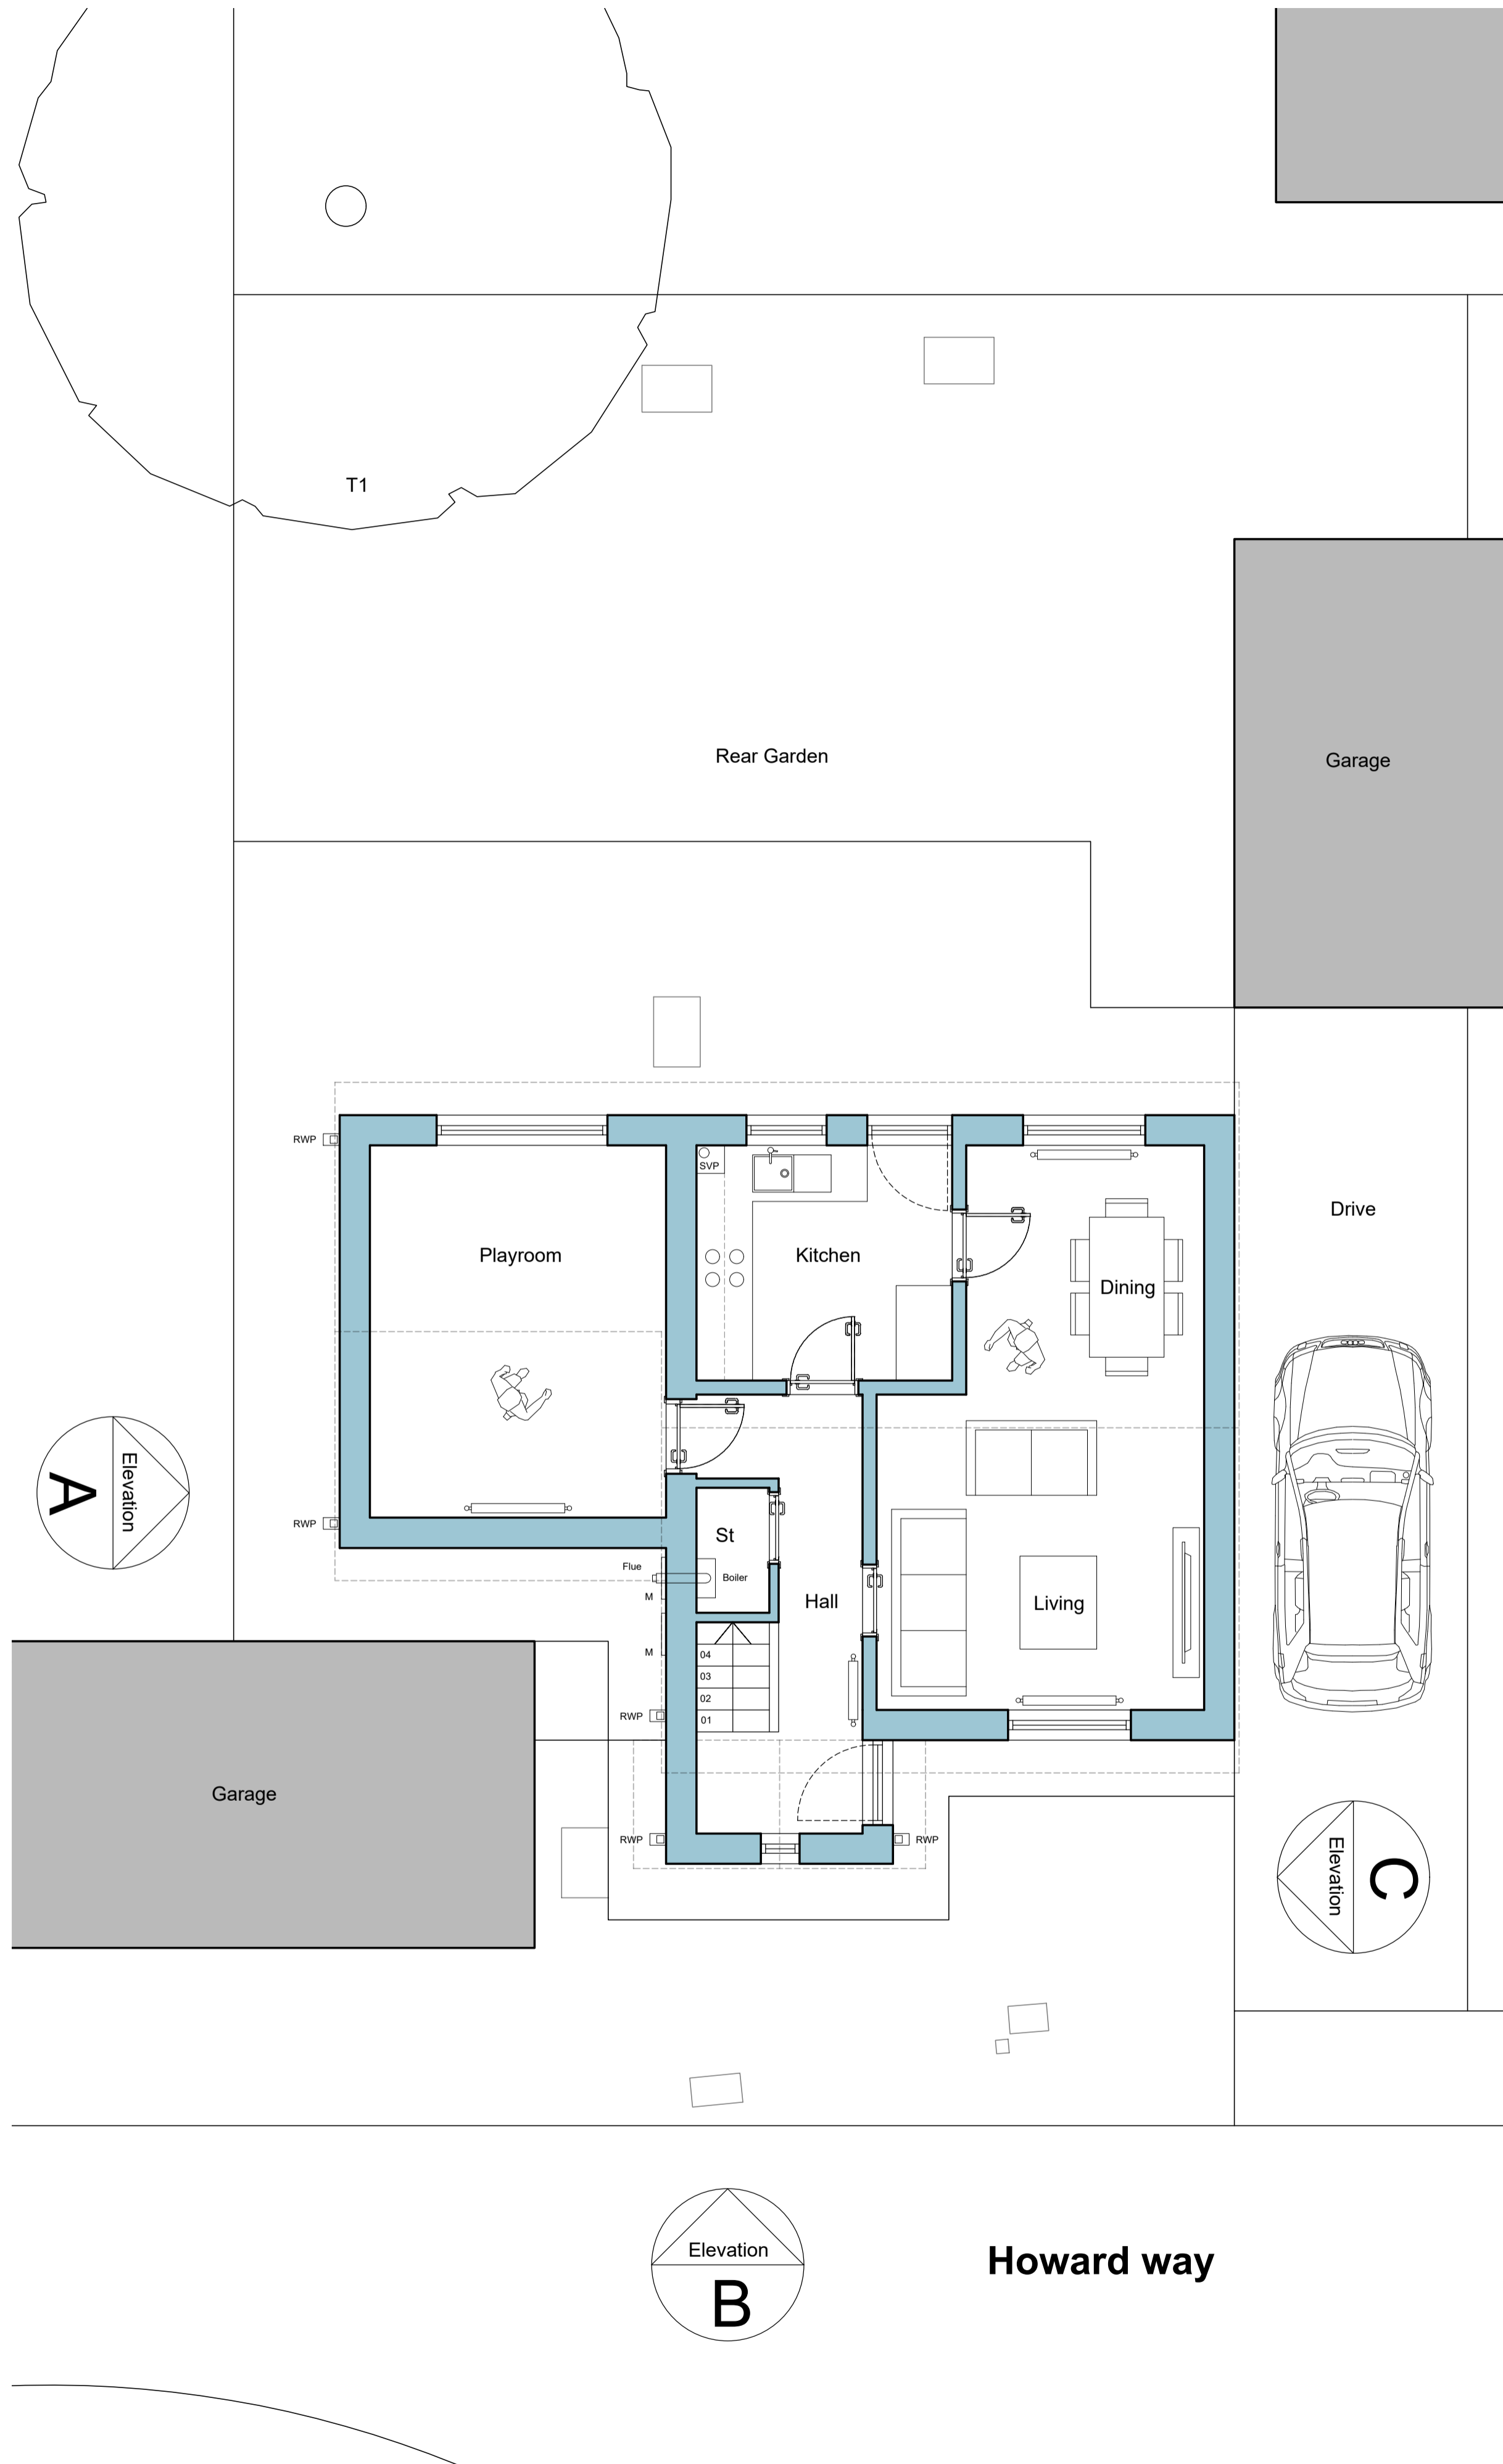 T1
Rear Garden
Garage
RWP
SVP
Playroom
Kitchen
Drive
Dining
Elevation
A
RWP
St
Flue
Boiler
M
Hall
Living
M
04
03
02
01
RWP
Garage
RWP
RWP
Elevation
C
Elevation
B
Howard way